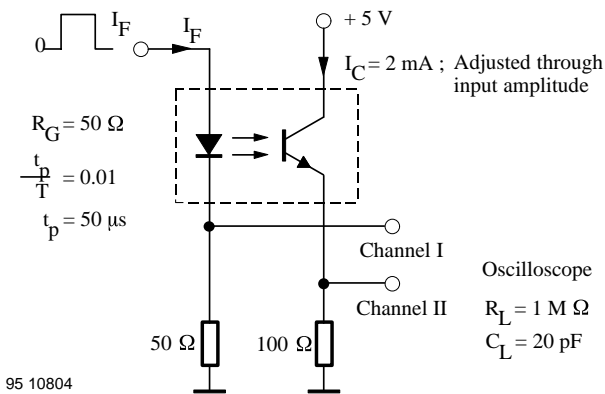 0
I_F
I_F
+ 5 V
I_C = 2 mA ; Adjusted through
input amplitude
R_G = 50 Ω
t_p
T
= 0.01
t_p = 50 μs
Channel I
Channel II
50 Ω
100 Ω
Oscilloscope
R_L = 1 M Ω
C_L = 20 pF
95 10804